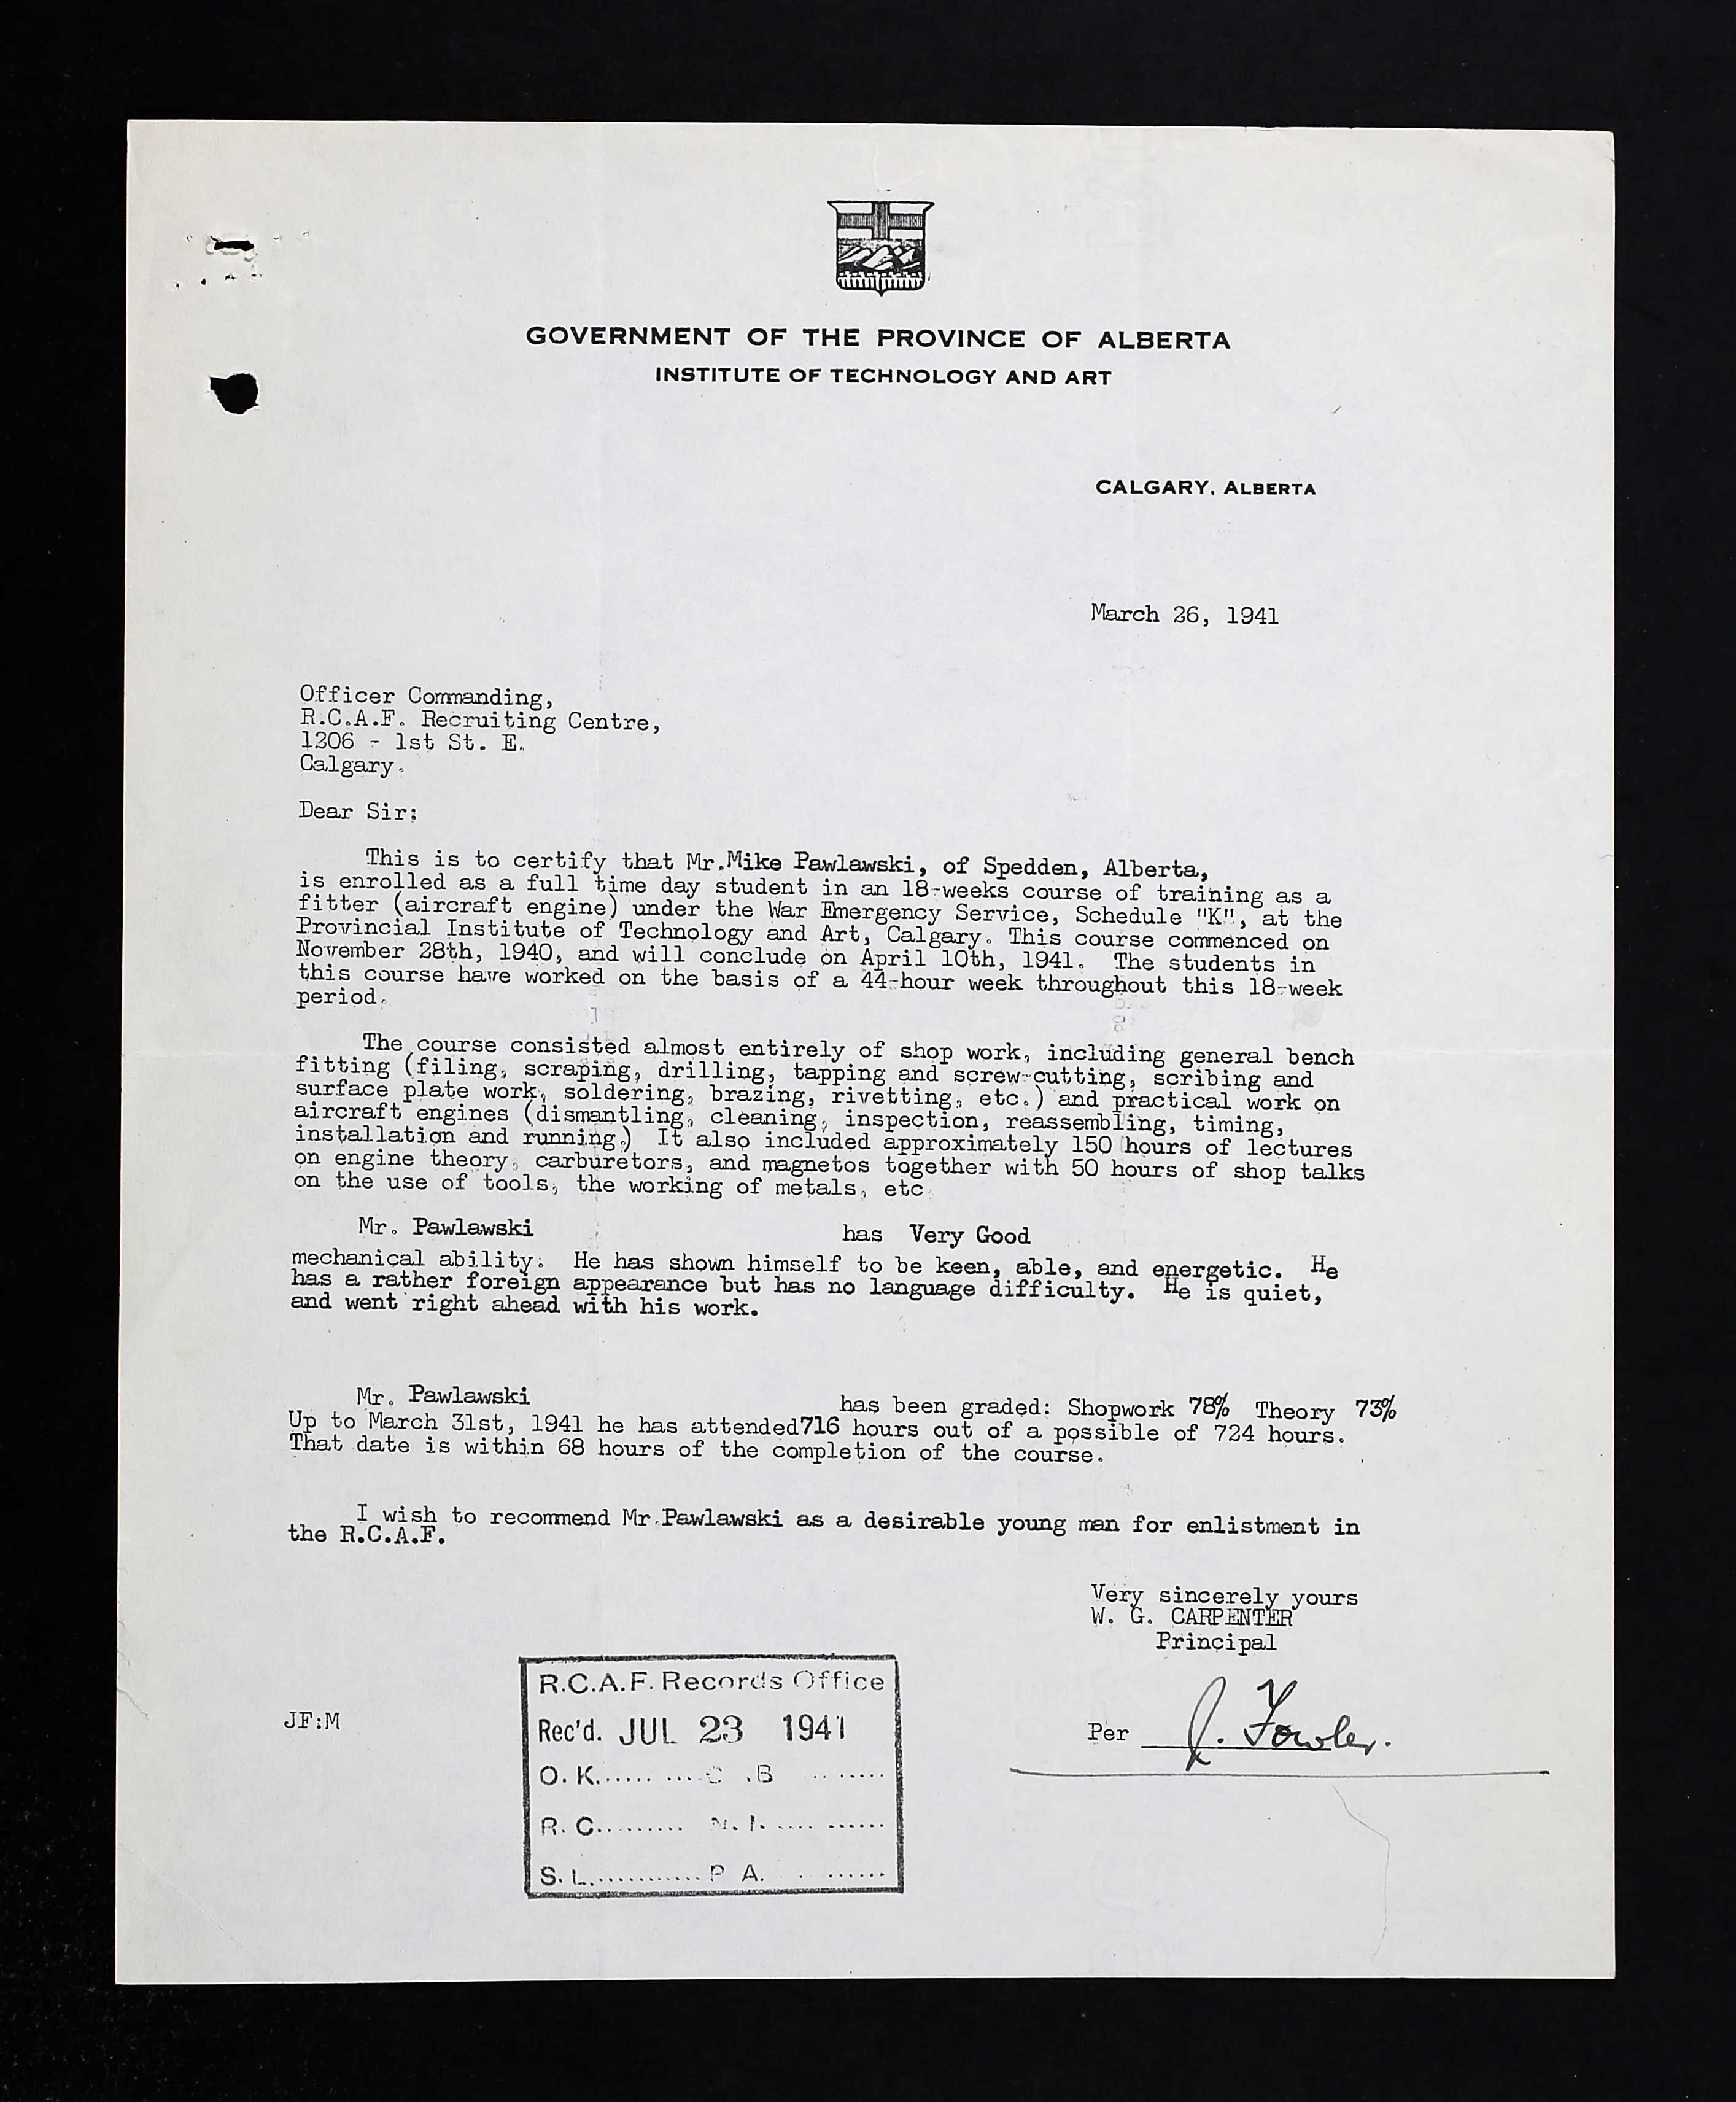 GOVERNMENT OF THE PROVINCE OF ALBERTA
INSTITUTE OF TECHNOLOGY AND ART
CALGARY, ALBERTA
March 26, 1941
Officer Commanding,
R.C.A.F. Recruiting Centre,
1206 - 1st St. E.
Calgary.
Dear Sir:
This is to certify that Mr.Mike Pawlawski, of Spedden, Alberta,
is enrolled as a full time day student in an 18-weeks course of training as a
fitter (aircraft engine) under the War Emergency Service, Schedule "K", at the
Provincial Institute of Technology and Art, Calgary. This course commenced on
November 28th, 1940, and will conclude on April 10th, 1941. The students in
this course have worked on the basis of a 44-hour week throughout this 18-week
period.
The course consisted almost entirely of shop work, including general bench
fitting (filing, scraping, drilling, tapping and screw-cutting, scribing and
surface plate work, soldering, brazing, rivetting, etc.) and practical work on
aircraft engines (dismantling, cleaning, inspection, reassembling, timing,
installation and running.) It also included approximately 150 hours of lectures
on engine theory, carburetors, and magnetos together with 50 hours of shop talks
on the use of tools, the working of metals, etc.
Mr. Pawlawski has Very Good
mechanical ability. He has shown himself to be keen, able, and energetic. He
has a rather foreign appearance but has no language difficulty. He is quiet,
and went right ahead with his work.
Mr. Pawlawski has been graded: Shopwork 78% Theory 73%
Up to March 31st, 1941 he has attended716 hours out of a possible of 724 hours.
That date is within 68 hours of the completion of the course.
I wish to recommend Mr.Pawlawski as a desirable young man for enlistment in
the R.C.A.F.
Very sincerely yours
W. G. CARPENTER
Principal
Per J. Fowler.
JF:M
R.C.A.F. Records Office
Rec'd. JUL 23 1941
O. K. .B
R. C.
S. L. P A.